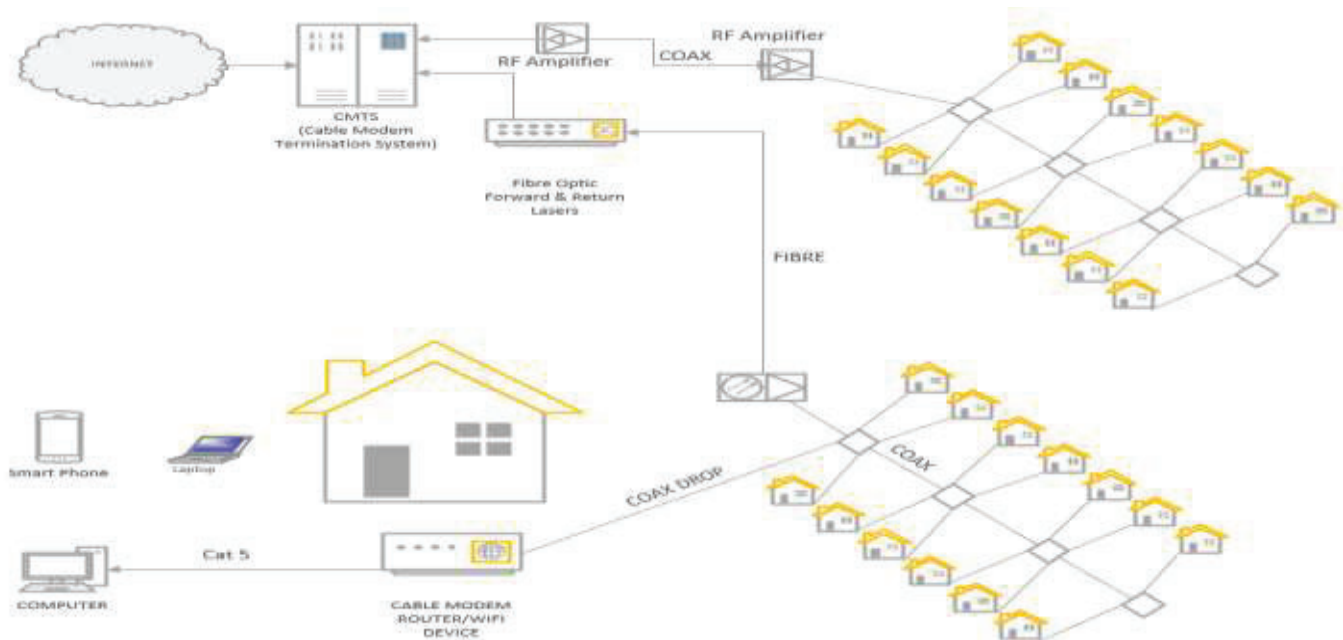 INTERNET
CMTS
(Cable Modem
Termination System)
RF Amplifier
COAX
RF Amplifier
Fibre Optic
Forward & Return
Lasers
FIBRE
COAX
COAX DROP
Smart Phone
Laptop
Cat 5
COMPUTER
CABLE MODEM
ROUTER/WIFI
DEVICE